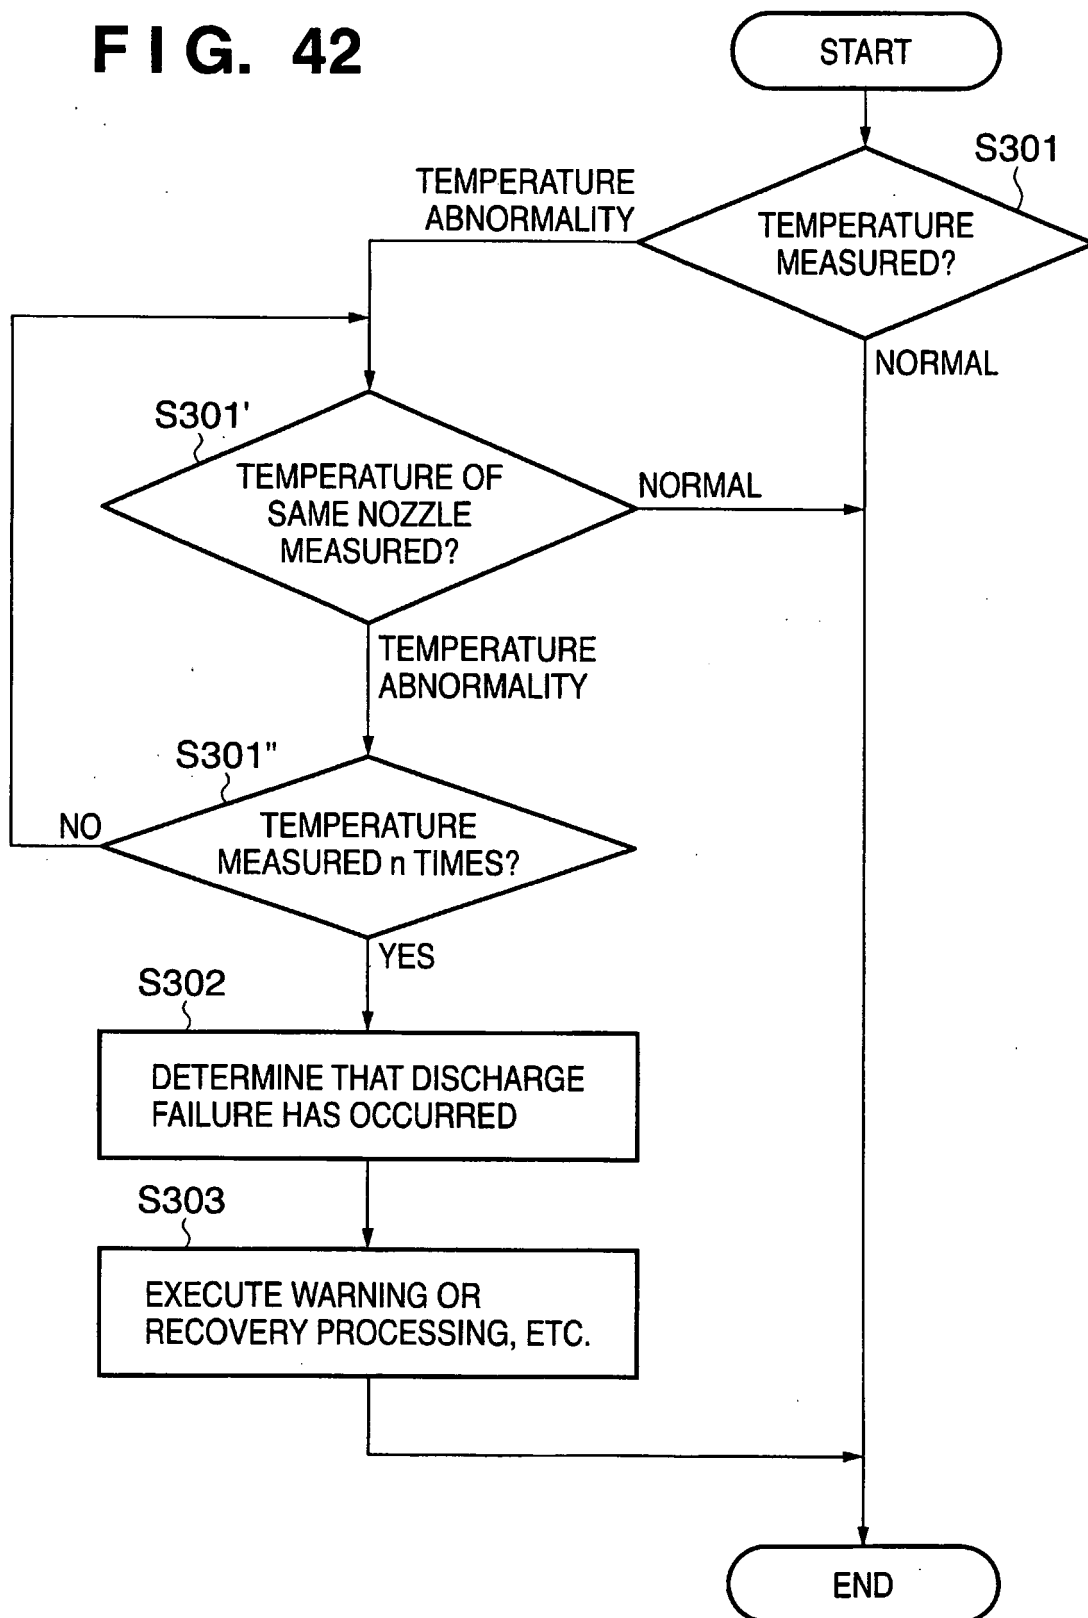 FIG. 42
START
S301
TEMPERATURE
MEASURED?
TEMPERATURE
ABNORMALITY
NORMAL
S301'
TEMPERATURE OF
SAME NOZZLE
MEASURED?
NORMAL
TEMPERATURE
ABNORMALITY
S301"
TEMPERATURE
MEASURED n TIMES?
NO
YES
S302
DETERMINE THAT DISCHARGE
FAILURE HAS OCCURRED
S303
EXECUTE WARNING OR
RECOVERY PROCESSING, ETC.
END